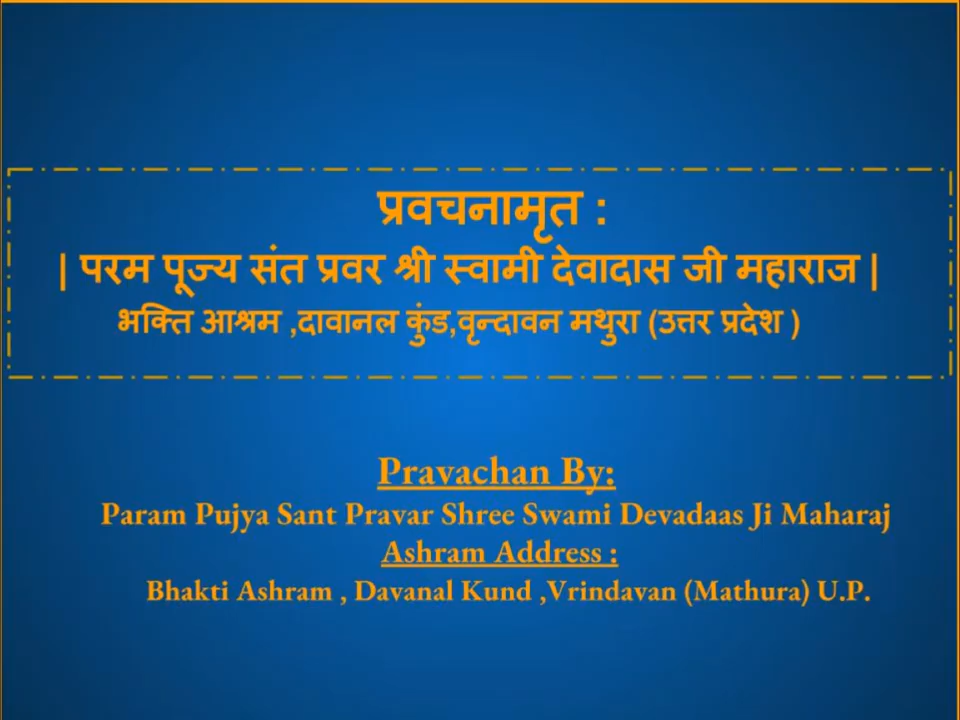 प्रवचनामृत :
| परम पूज्य संत प्रवर श्री स्वामी देवादास जी महाराज |
भक्ति आश्रम ,दावानल कुंड,वृन्दावन मथुरा (उत्तर प्रदेश )
Pravachan By:
Param Pujya Sant Pravar Shree Swami Devadaas Ji Maharaj
Ashram Address :
Bhakti Ashram , Davanal Kund ,Vrindavan (Mathura) U.P.